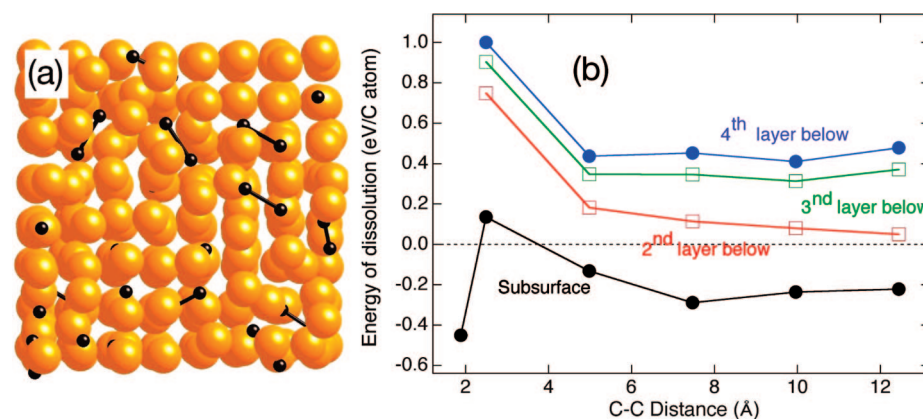 (a)
(b)
Energy of dissolution (eV/C atom)
1.0
0.8
0.6
0.4
0.2
0.0
-0.2
-0.4
-0.6
4th layer below
3nd layer below
2nd layer below
Subsurface
2
4
6
8
10
12
C-C Distance (Å)